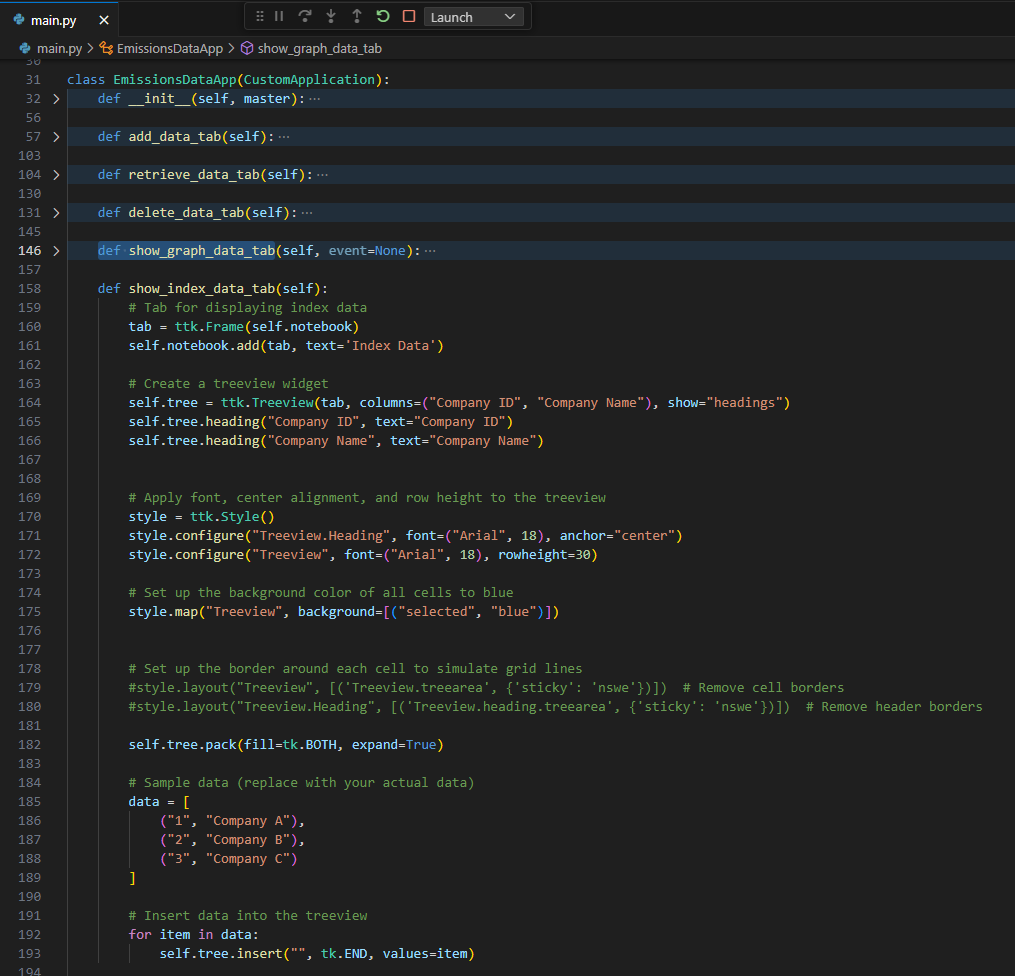 main.py
Launch
main.py > EmissionsDataApp > show_graph_data_tab
30
31 class EmissionsDataApp(CustomApplication):
32 def __init__(self, master): ···
56
57 def add_data_tab(self): ···
103
104 def retrieve_data_tab(self): ···
130
131 def delete_data_tab(self): ···
145
146 def show_graph_data_tab(self, event=None): ···
157
158 def show_index_data_tab(self):
159 # Tab for displaying index data
160 tab = ttk.Frame(self.notebook)
161 self.notebook.add(tab, text='Index Data')
162
163 # Create a treeview widget
164 self.tree = ttk.Treeview(tab, columns=("Company ID", "Company Name"), show="headings")
165 self.tree.heading("Company ID", text="Company ID")
166 self.tree.heading("Company Name", text="Company Name")
167
168
169 # Apply font, center alignment, and row height to the treeview
170 style = ttk.Style()
171 style.configure("Treeview.Heading", font=("Arial", 18), anchor="center")
172 style.configure("Treeview", font=("Arial", 18), rowheight=30)
173
174 # Set up the background color of all cells to blue
175 style.map("Treeview", background=[("selected", "blue")])
176
177
178 # Set up the border around each cell to simulate grid lines
179 #style.layout("Treeview", [('Treeview.treearea', {'sticky': 'nswe'})]) # Remove cell borders
180 #style.layout("Treeview.Heading", [('Treeview.heading.treearea', {'sticky': 'nswe'})]) # Remove header borders
181
182 self.tree.pack(fill=tk.BOTH, expand=True)
183
184 # Sample data (replace with your actual data)
185 data = [
186 ("1", "Company A"),
187 ("2", "Company B"),
188 ("3", "Company C")
189 ]
190
191 # Insert data into the treeview
192 for item in data:
193 self.tree.insert("", tk.END, values=item)
194